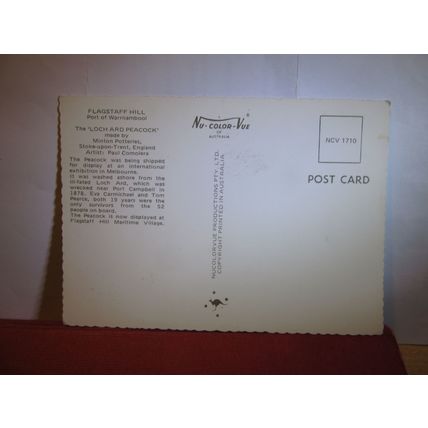 FLAGSTAFF HILL
Port of Warrnambool
The "LOCH ARD PEACOCK"
made by
Minton Potteries,
Stoke-upon-Trent, England
Artist: Paul Comolera
The Peacock was being shipped
for display at an international
exhibition in Melbourne.
It was washed ashore from the
ill-fated Loch Ard, which was
wrecked near Port Campbell in
1878. Eva Carmichael and Tom
Pearce, both 19 years were the
only survivors from the 52
people on board.
The Peacock is now displayed at
Flagstaff Hill Maritime Village.
NU-COLOR-VUE
OF
AUSTRALIA
NUCOLORVUE PRODUCTIONS PTY. LTD.
COPYRIGHT PRINTED IN AUSTRALIA
NCV 1710
POST CARD